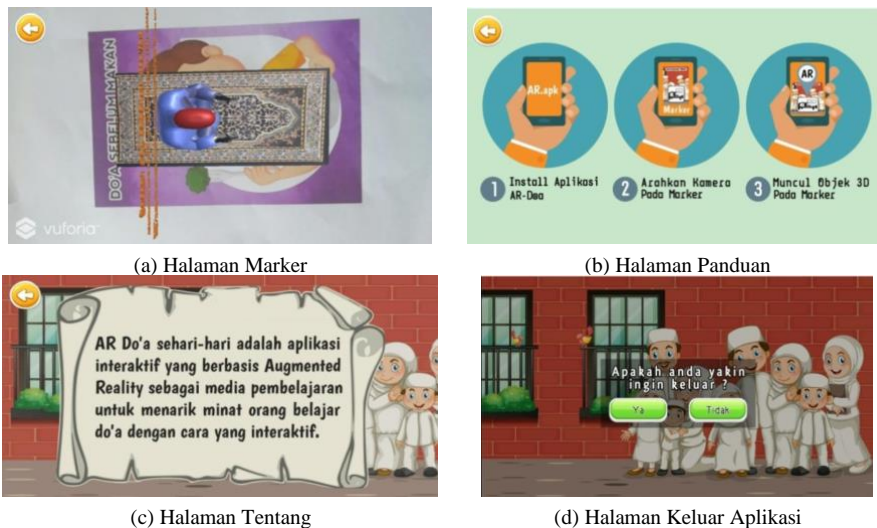 DO'A SEBELUM MAKAN
vuforia
(a) Halaman Marker
AR.apk
Marker
AR
1 Install Aplikasi
AR-Doa
2 Arahkan Kamera
Pada Marker
3 Muncul Objek 3D
Pada Marker
(b) Halaman Panduan
AR Do'a sehari-hari adalah aplikasi
interaktif yang berbasis Augmented
Reality sebagai media pembelajaran
untuk menarik minat orang belajar
do'a dengan cara yang interaktif.
(c) Halaman Tentang
Apakah anda yakin
ingin keluar ?
Ya
Tidak
(d) Halaman Keluar Aplikasi